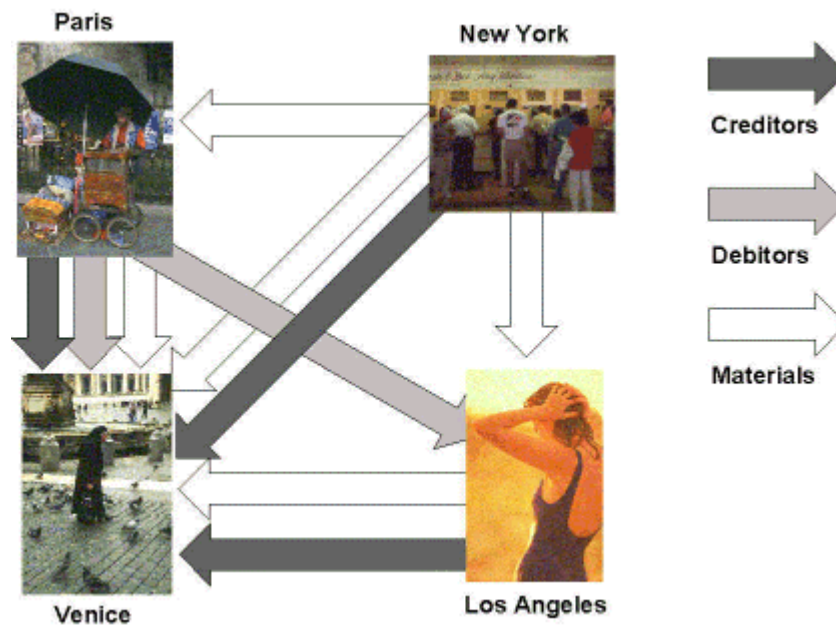 Paris
New York
Creditors
Debitors
Materials
Venice
Los Angeles